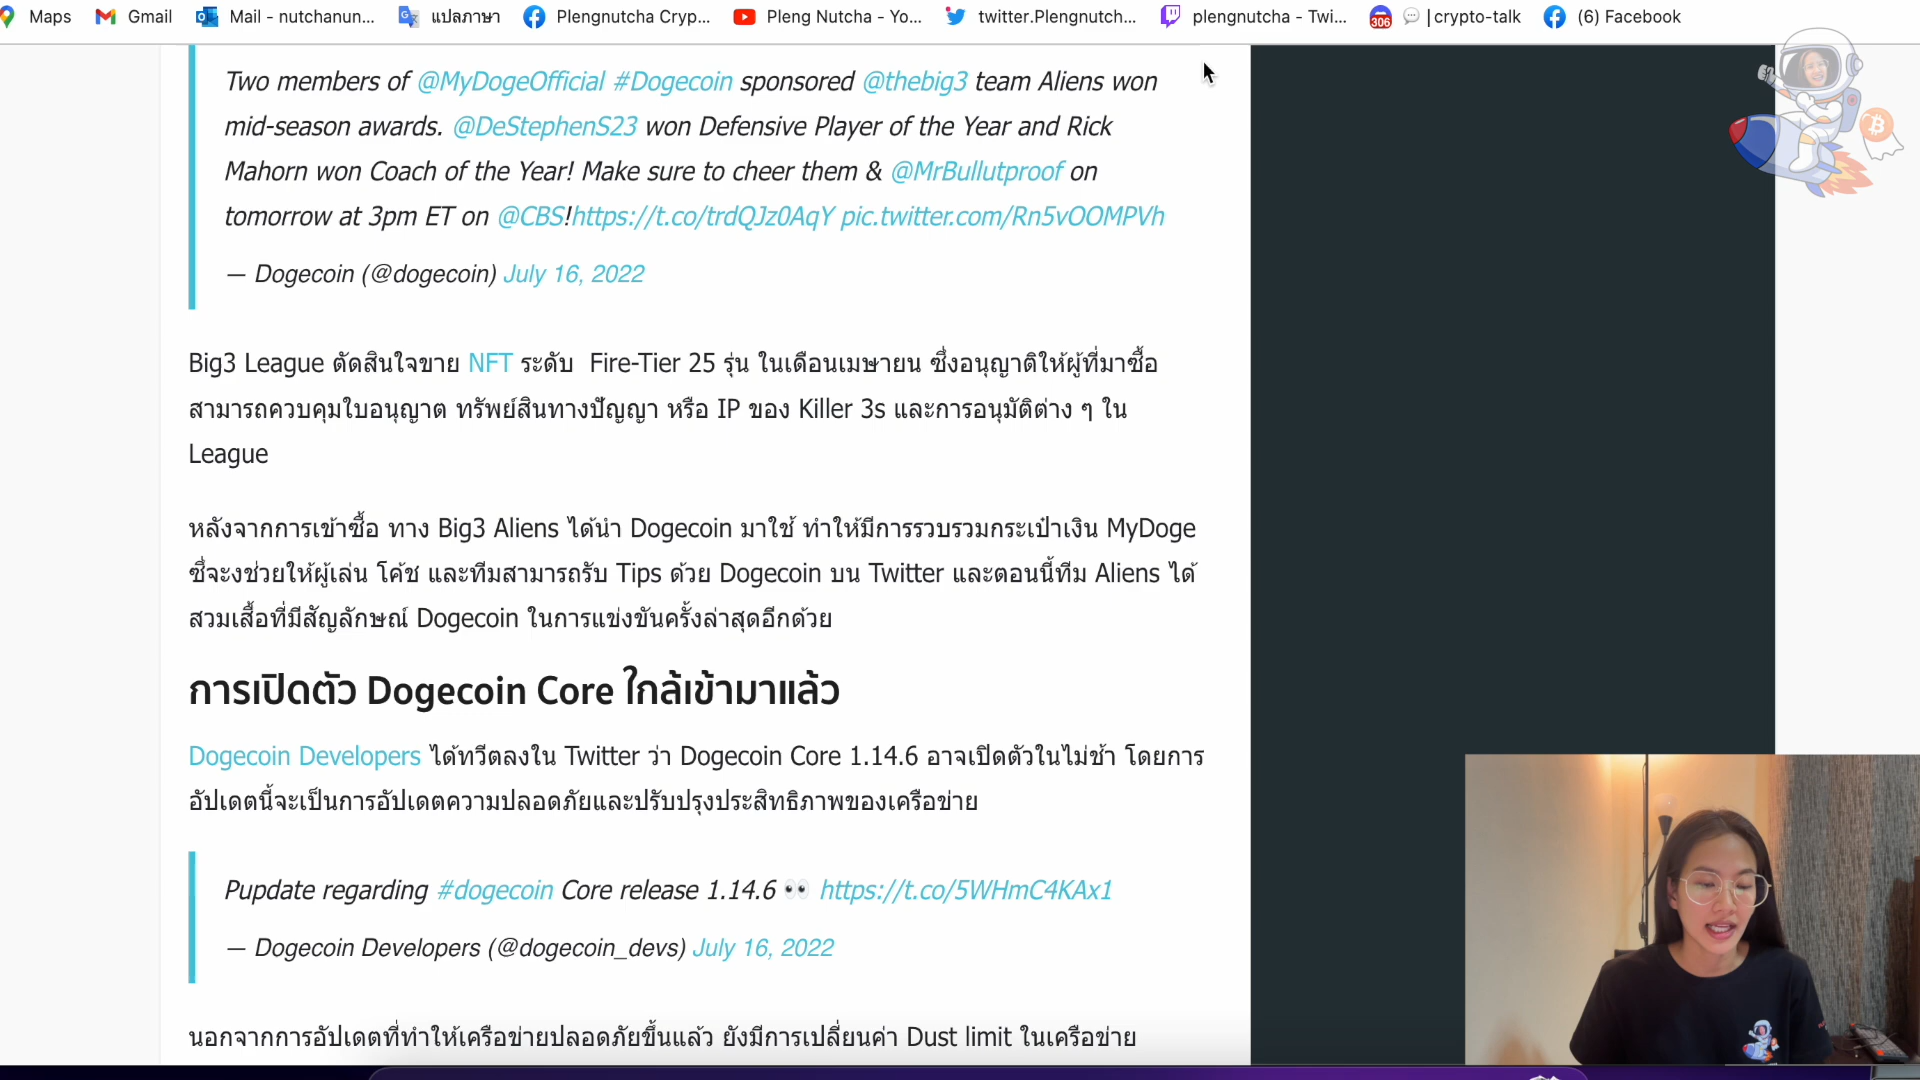 Maps Gmail Mail - nutchanun... แปลภาษา Plengnutcha Cryp... Pleng Nutcha - Yo... twitter.Plengnutch... plengnutcha - Twi... 306 | crypto-talk (6) Facebook
Two members of @MyDogeOfficial #Dogecoin sponsored @thebig3 team Aliens won
mid-season awards. @DeStephenS23 won Defensive Player of the Year and Rick
Mahorn won Coach of the Year! Make sure to cheer them & @MrBullutproof on
tomorrow at 3pm ET on @CBS!https://t.co/trdQJz0AqY pic.twitter.com/Rn5vOOMPVh
— Dogecoin (@dogecoin) July 16, 2022
Big3 League ตัดสินใจขาย NFT ระดับ Fire-Tier 25 รุ่น ในเดือนเมษายน ซึ่งอนุญาติให้ผู้ที่มาซื้อ
สามารถควบคุมใบอนุญาต ทรัพย์สินทางปัญญา หรือ IP ของ Killer 3s และการอนุมัติต่าง ๆ ใน
League
หลังจากการเข้าซื้อ ทาง Big3 Aliens ได้นำ Dogecoin มาใช้ ทำให้มีการรวบรวมกระเป๋าเงิน MyDoge
ซึ่จะงช่วยให้ผู้เล่น โค้ช และทีมสามารถรับ Tips ด้วย Dogecoin บน Twitter และตอนนี้ทีม Aliens ได้
สวมเสื้อที่มีสัญลักษณ์ Dogecoin ในการแข่งขันครั้งล่าสุดอีกด้วย
การเปิดตัว Dogecoin Core ใกล้เข้ามาแล้ว
Dogecoin Developers ได้ทวีตลงใน Twitter ว่า Dogecoin Core 1.14.6 อาจเปิดตัวในไม่ช้า โดยการ
อัปเดตนี้จะเป็นการอัปเดตความปลอดภัยและปรับปรุงประสิทธิภาพของเครือข่าย
Pupdate regarding #dogecoin Core release 1.14.6 👀 https://t.co/5WHmC4KAx1
— Dogecoin Developers (@dogecoin_devs) July 16, 2022
นอกจากการอัปเดตที่ทำให้เครือข่ายปลอดภัยขึ้นแล้ว ยังมีการเปลี่ยนค่า Dust limit ในเครือข่าย